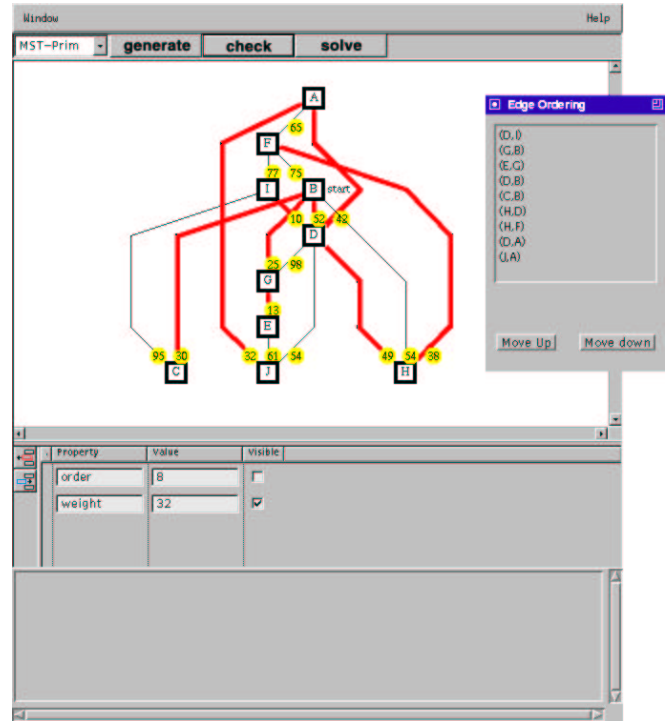 Window Help
MST-Prim generate check solve
A
65
F
77 75
I B start
10 52 42
D
25 98
G
13
E
95 30 32 61 54 49 54 38
C J H
Edge Ordering
(D,I)
(G,B)
(E,G)
(D,B)
(C,B)
(H,D)
(H,F)
(D,A)
(J,A)
Move Up Move down
Property Value Visible
order 8
weight 32